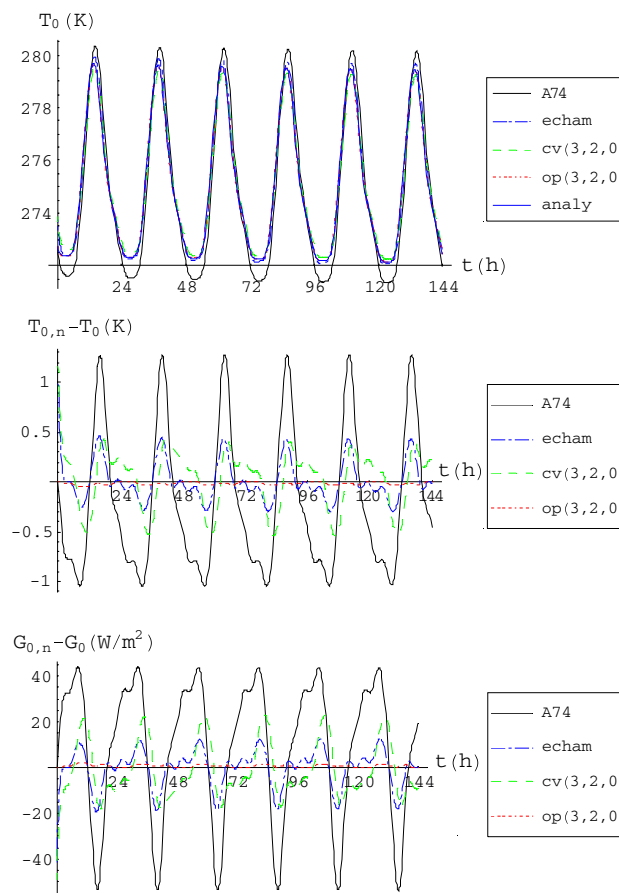 T0 (K)
280
278
276
274
24 48 72 96 120 144
t(h)
A74
echam
cv(3,2,0
op(3,2,0
analy
T0,n-T0(K)
1
0.5
-0.5
-1
24 48 72 96 120 144
t(h)
A74
echam
cv(3,2,0
op(3,2,0
G0,n-G0(W/m²)
40
20
-20
-40
24 48 72 96 120 144
t(h)
A74
echam
cv(3,2,0
op(3,2,0